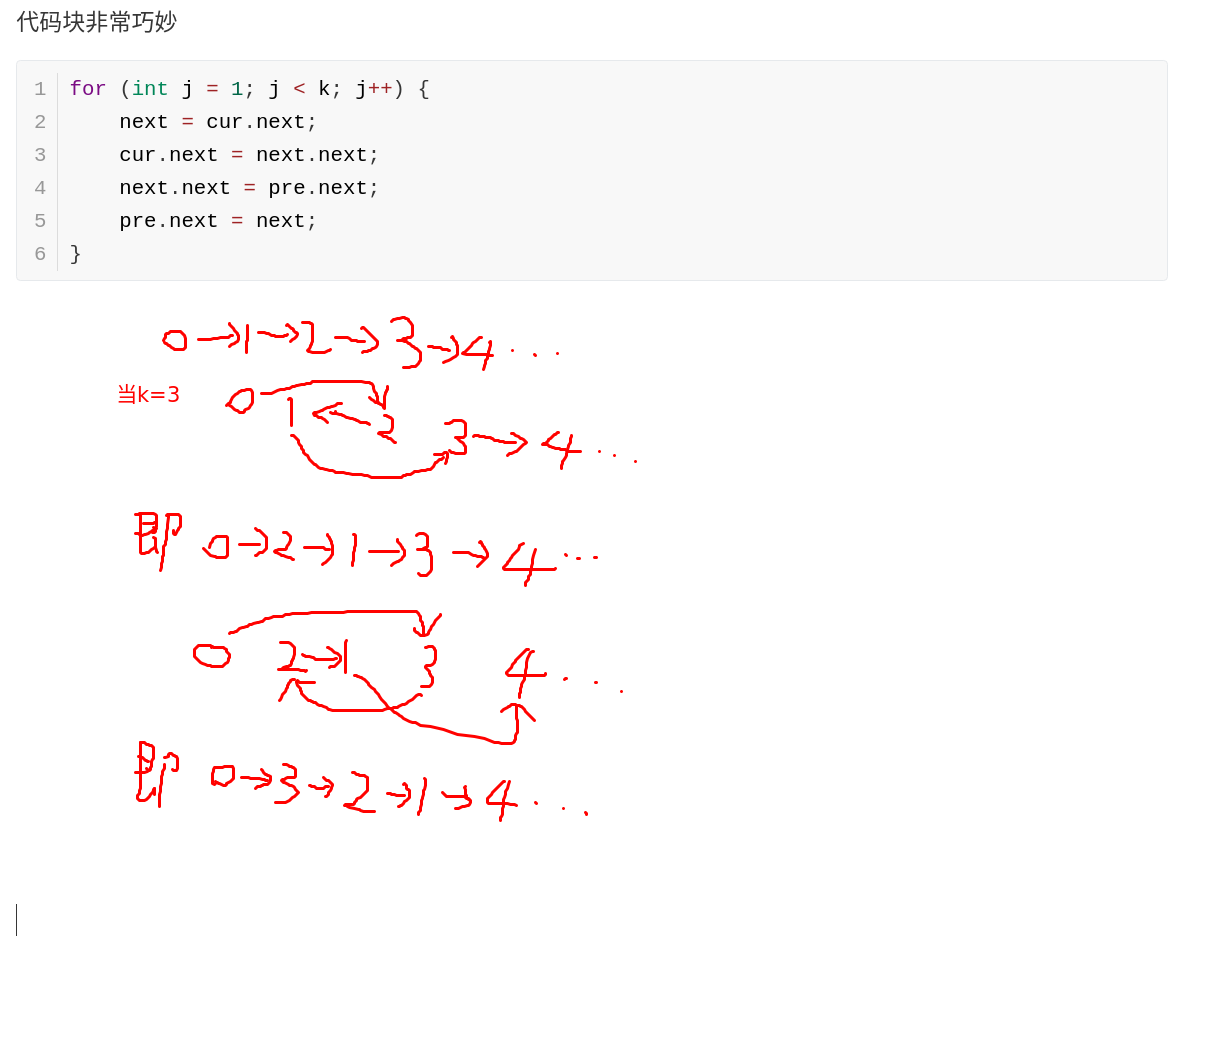 代码块非常巧妙
1 for (int j = 1; j < k; j++) {
2     next = cur.next;
3     cur.next = next.next;
4     next.next = pre.next;
5     pre.next = next;
6 }
0→1→2→3→4...
当k=3
0 1 ← 2 3 → 4...
即 0→2→1→3→4...
0 2→1 3 4...
即 0→3→2→1→4...